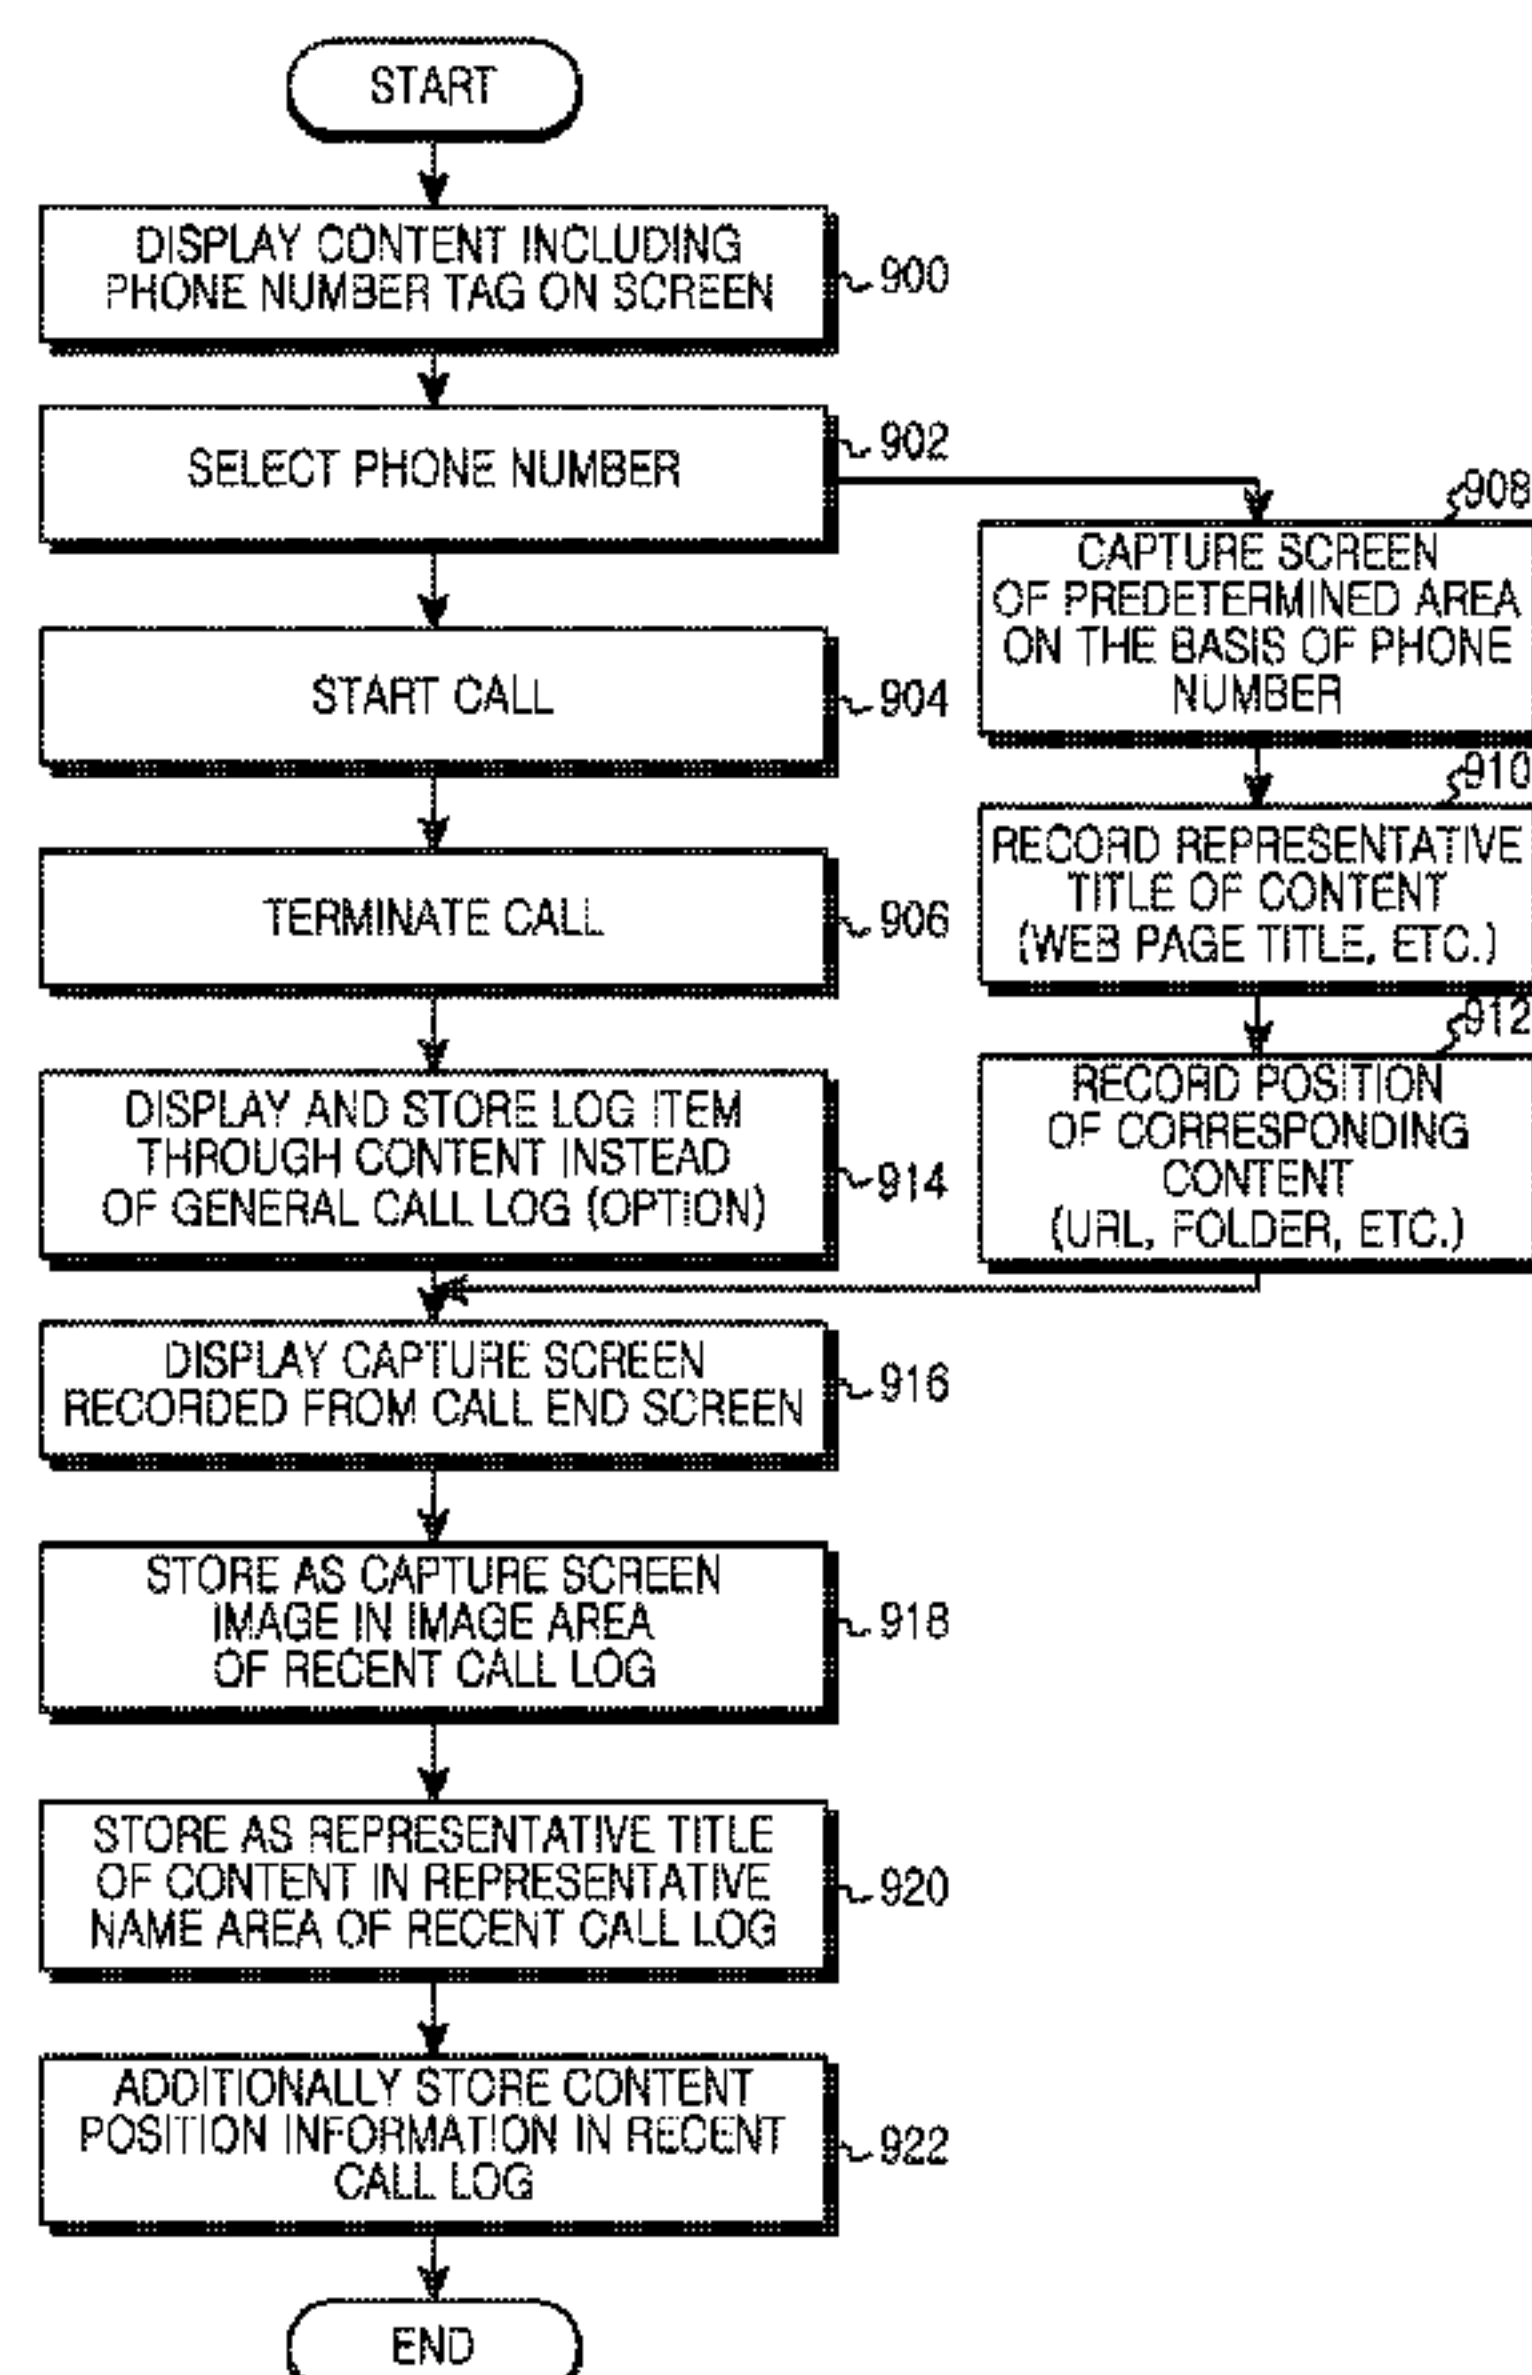 START
DISPLAY CONTENT INCLUDING
PHONE NUMBER TAG ON SCREEN
900
SELECT PHONE NUMBER
902
START CALL
904
TERMINATE CALL
906
908
CAPTURE SCREEN
OF PREDETERMINED AREA
ON THE BASIS OF PHONE
NUMBER
910
RECORD REPRESENTATIVE
TITLE OF CONTENT
(WEB PAGE TITLE, ETC.)
912
RECORD POSITION
OF CORRESPONDING
CONTENT
(URL, FOLDER, ETC.)
DISPLAY AND STORE LOG ITEM
THROUGH CONTENT INSTEAD
OF GENERAL CALL LOG (OPTION)
914
DISPLAY CAPTURE SCREEN
RECORDED FROM CALL END SCREEN
916
STORE AS CAPTURE SCREEN
IMAGE IN IMAGE AREA
OF RECENT CALL LOG
918
STORE AS REPRESENTATIVE TITLE
OF CONTENT IN REPRESENTATIVE
NAME AREA OF RECENT CALL LOG
920
ADDITIONALLY STORE CONTENT
POSITION INFORMATION IN RECENT
CALL LOG
922
END